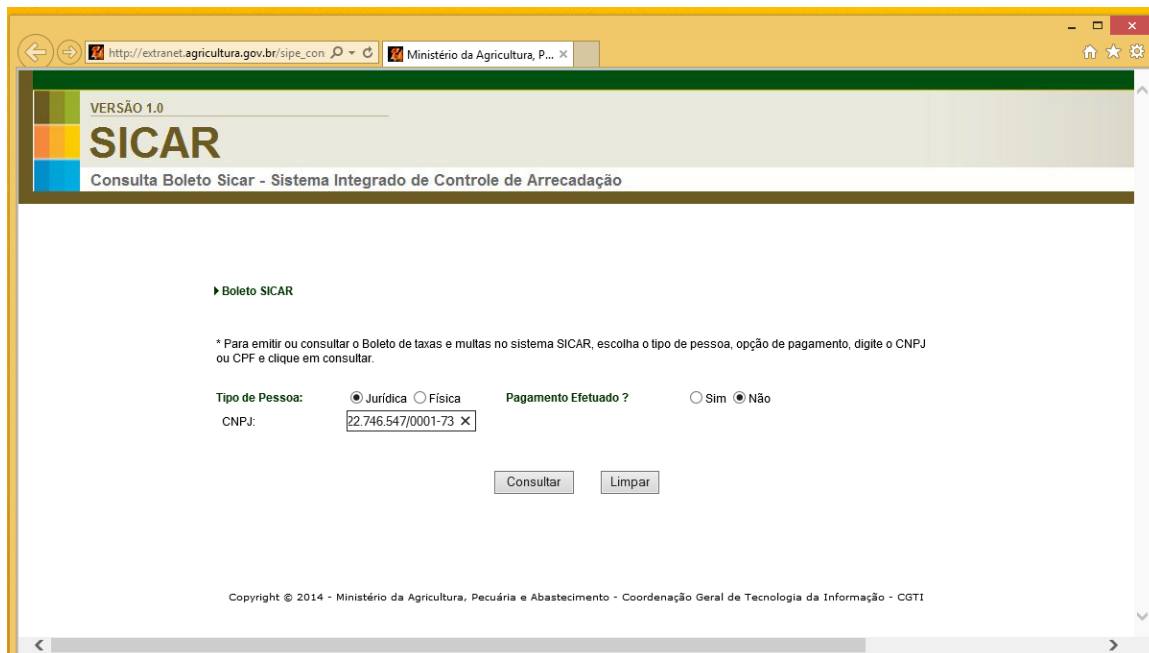 http://extranet.agricultura.gov.br/sipe_con
Ministério da Agricultura, P...
VERSÃO 1.0
SICAR
Consulta Boleto Sicar - Sistema Integrado de Controle de Arrecadação
Boleto SICAR
* Para emitir ou consultar o Boleto de taxas e multas no sistema SICAR, escolha o tipo de pessoa, opção de pagamento, digite o CNPJ
ou CPF e clique em consultar.
Tipo de Pessoa: Jurídica Física Pagamento Efetuado ? Sim Não
CNPJ: 22.746.547/0001-73
Consultar Limpar
Copyright © 2014 - Ministério da Agricultura, Pecuária e Abastecimento - Coordenação Geral de Tecnologia da Informação - CGTI